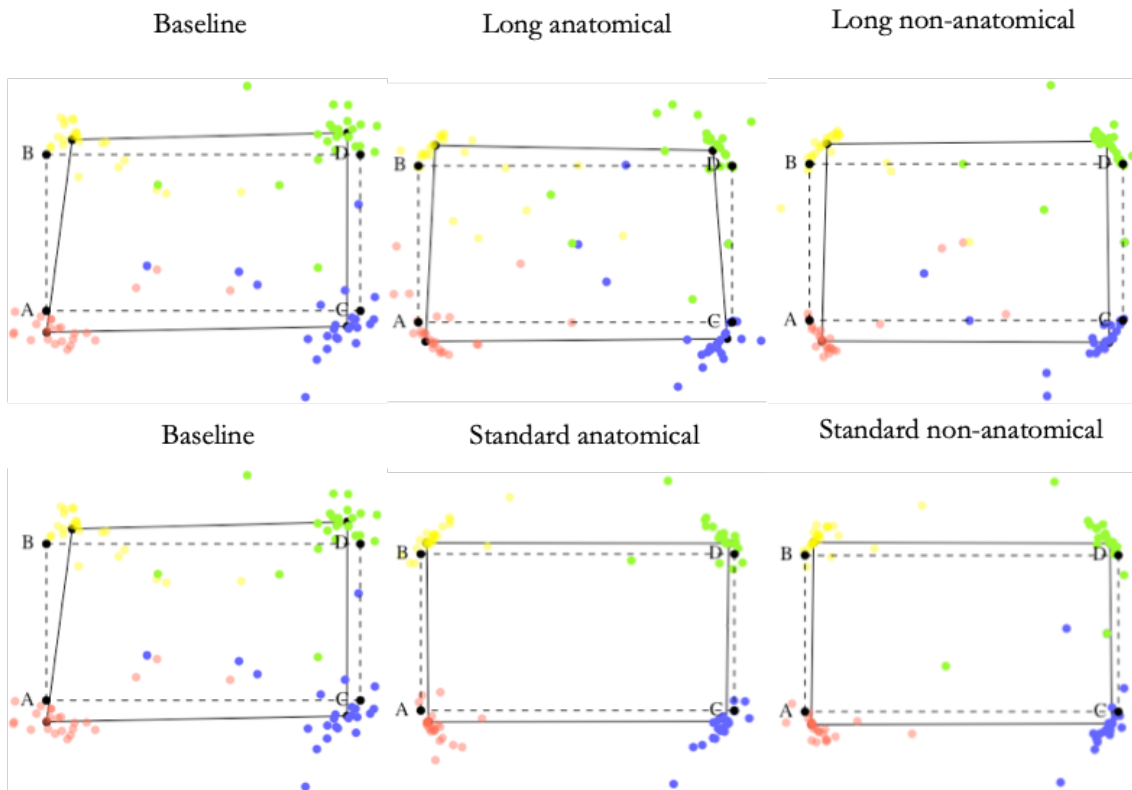 Baseline
Long anatomical
Long non-anatomical
B
D
A
C
B
D
A
C
B
D
A
C
Baseline
Standard anatomical
Standard non-anatomical
B
D
A
C
B
D
A
C
B
D
A
C